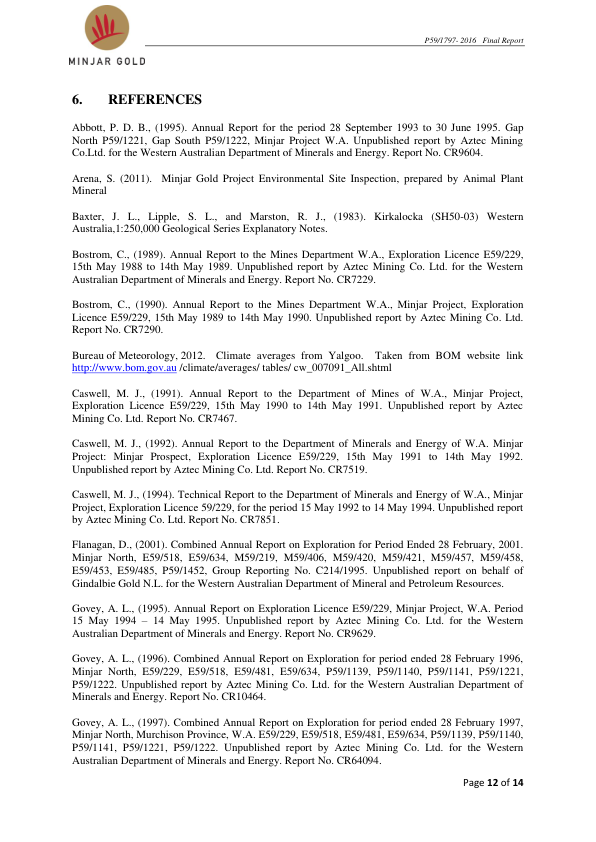 P59/1797- 2016 Final Report
MINJAR GOLD
6. REFERENCES
Abbott, P. D. B., (1995). Annual Report for the period 28 September 1993 to 30 June 1995. Gap
North P59/1221, Gap South P59/1222, Minjar Project W.A. Unpublished report by Aztec Mining
Co.Ltd. for the Western Australian Department of Minerals and Energy. Report No. CR9604.
Arena, S. (2011). Minjar Gold Project Environmental Site Inspection, prepared by Animal Plant
Mineral
Baxter, J. L., Lipple, S. L., and Marston, R. J., (1983). Kirkalocka (SH50-03) Western
Australia,1:250,000 Geological Series Explanatory Notes.
Bostrom, C., (1989). Annual Report to the Mines Department W.A., Exploration Licence E59/229,
15th May 1988 to 14th May 1989. Unpublished report by Aztec Mining Co. Ltd. for the Western
Australian Department of Minerals and Energy. Report No. CR7229.
Bostrom, C., (1990). Annual Report to the Mines Department W.A., Minjar Project, Exploration
Licence E59/229, 15th May 1989 to 14th May 1990. Unpublished report by Aztec Mining Co. Ltd.
Report No. CR7290.
Bureau of Meteorology, 2012. Climate averages from Yalgoo. Taken from BOM website link
http://www.bom.gov.au /climate/averages/ tables/ cw_007091_All.shtml
Caswell, M. J., (1991). Annual Report to the Department of Mines of W.A., Minjar Project,
Exploration Licence E59/229, 15th May 1990 to 14th May 1991. Unpublished report by Aztec
Mining Co. Ltd. Report No. CR7467.
Caswell, M. J., (1992). Annual Report to the Department of Minerals and Energy of W.A. Minjar
Project: Minjar Prospect, Exploration Licence E59/229, 15th May 1991 to 14th May 1992.
Unpublished report by Aztec Mining Co. Ltd. Report No. CR7519.
Caswell, M. J., (1994). Technical Report to the Department of Minerals and Energy of W.A., Minjar
Project, Exploration Licence 59/229, for the period 15 May 1992 to 14 May 1994. Unpublished report
by Aztec Mining Co. Ltd. Report No. CR7851.
Flanagan, D., (2001). Combined Annual Report on Exploration for Period Ended 28 February, 2001.
Minjar North, E59/518, E59/634, M59/219, M59/406, M59/420, M59/421, M59/457, M59/458,
E59/453, E59/485, P59/1452, Group Reporting No. C214/1995. Unpublished report on behalf of
Gindalbie Gold N.L. for the Western Australian Department of Mineral and Petroleum Resources.
Govey, A. L., (1995). Annual Report on Exploration Licence E59/229, Minjar Project, W.A. Period
15 May 1994 – 14 May 1995. Unpublished report by Aztec Mining Co. Ltd. for the Western
Australian Department of Minerals and Energy. Report No. CR9629.
Govey, A. L., (1996). Combined Annual Report on Exploration for period ended 28 February 1996,
Minjar North, E59/229, E59/518, E59/481, E59/634, P59/1139, P59/1140, P59/1141, P59/1221,
P59/1222. Unpublished report by Aztec Mining Co. Ltd. for the Western Australian Department of
Minerals and Energy. Report No. CR10464.
Govey, A. L., (1997). Combined Annual Report on Exploration for period ended 28 February 1997,
Minjar North, Murchison Province, W.A. E59/229, E59/518, E59/481, E59/634, P59/1139, P59/1140,
P59/1141, P59/1221, P59/1222. Unpublished report by Aztec Mining Co. Ltd. for the Western
Australian Department of Minerals and Energy. Report No. CR64094.
Page 12 of 14